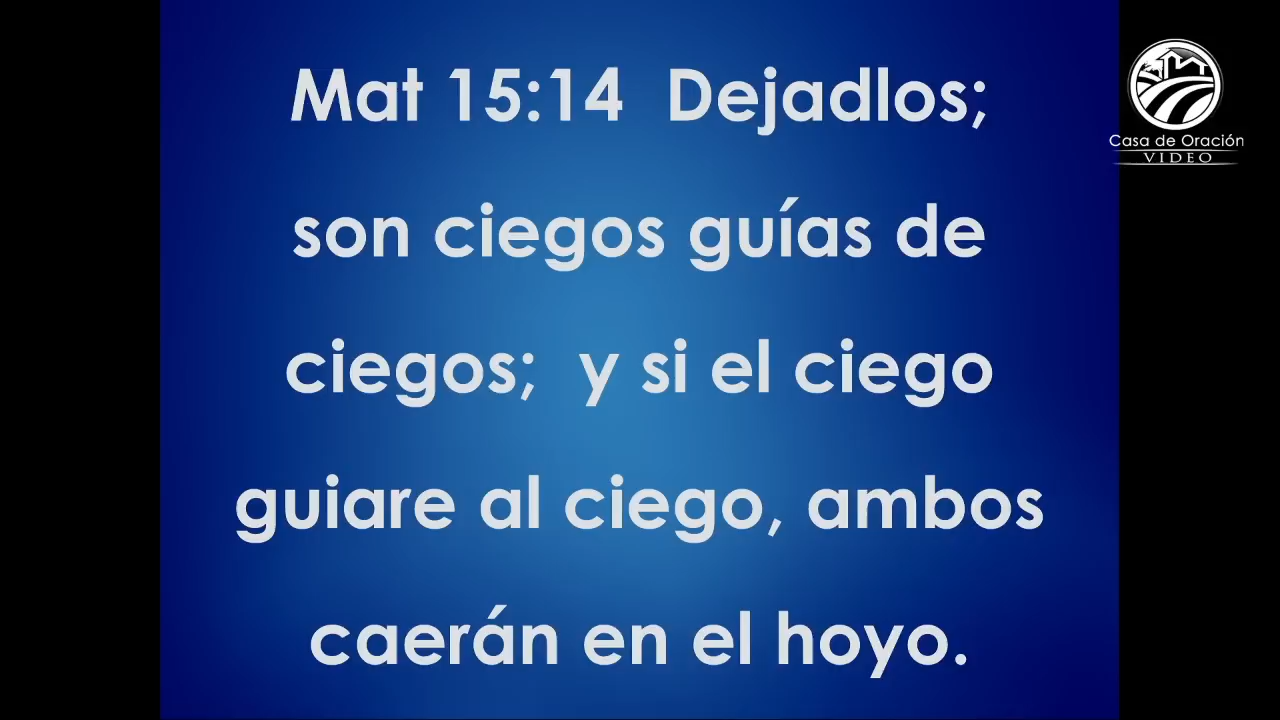 Mat 15:14  Dejadlos;
son ciegos guías de
ciegos;  y si el ciego
guiare al ciego, ambos
caerán en el hoyo.
Casa de Oración
VIDEO